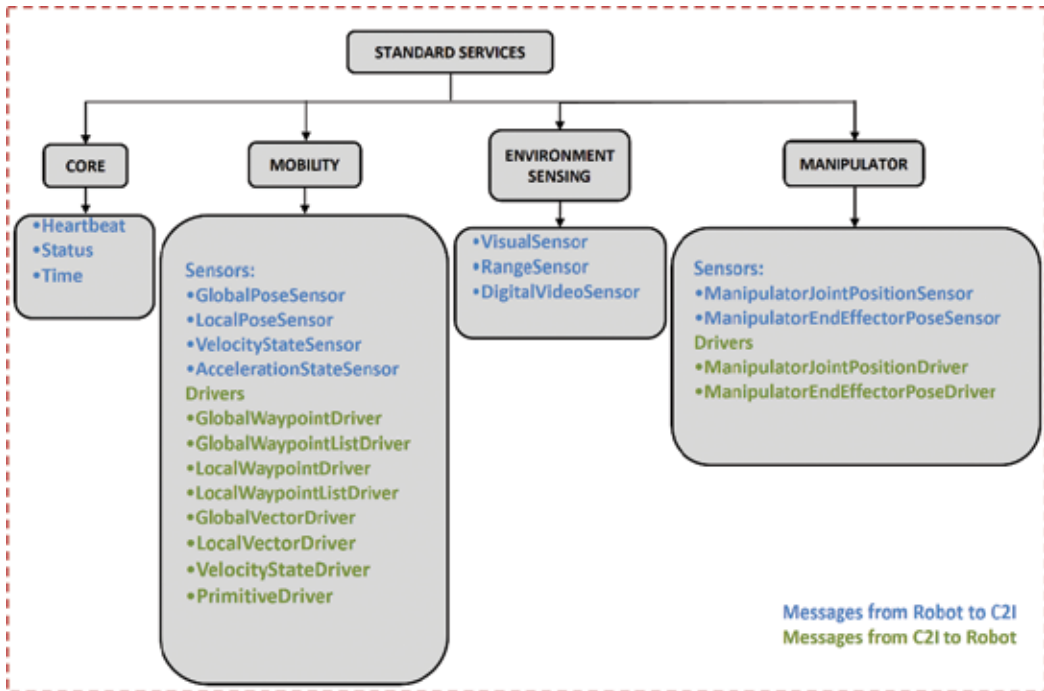 STANDARD SERVICES
CORE
•Heartbeat
•Status
•Time
MOBILITY
Sensors:
•GlobalPoseSensor
•LocalPoseSensor
•VelocityStateSensor
•AccelerationStateSensor
Drivers
•GlobalWaypointDriver
•GlobalWaypointListDriver
•LocalWaypointDriver
•LocalWaypointListDriver
•GlobalVectorDriver
•LocalVectorDriver
•VelocityStateDriver
•PrimitiveDriver
ENVIRONMENT
SENSING
•VisualSensor
•RangeSensor
•DigitalVideoSensor
MANIPULATOR
Sensors:
•ManipulatorJointPositionSensor
•ManipulatorEndEffectorPoseSensor
Drivers
•ManipulatorJointPositionDriver
•ManipulatorEndEffectorPoseDriver
Messages from Robot to C2I
Messages from C2I to Robot